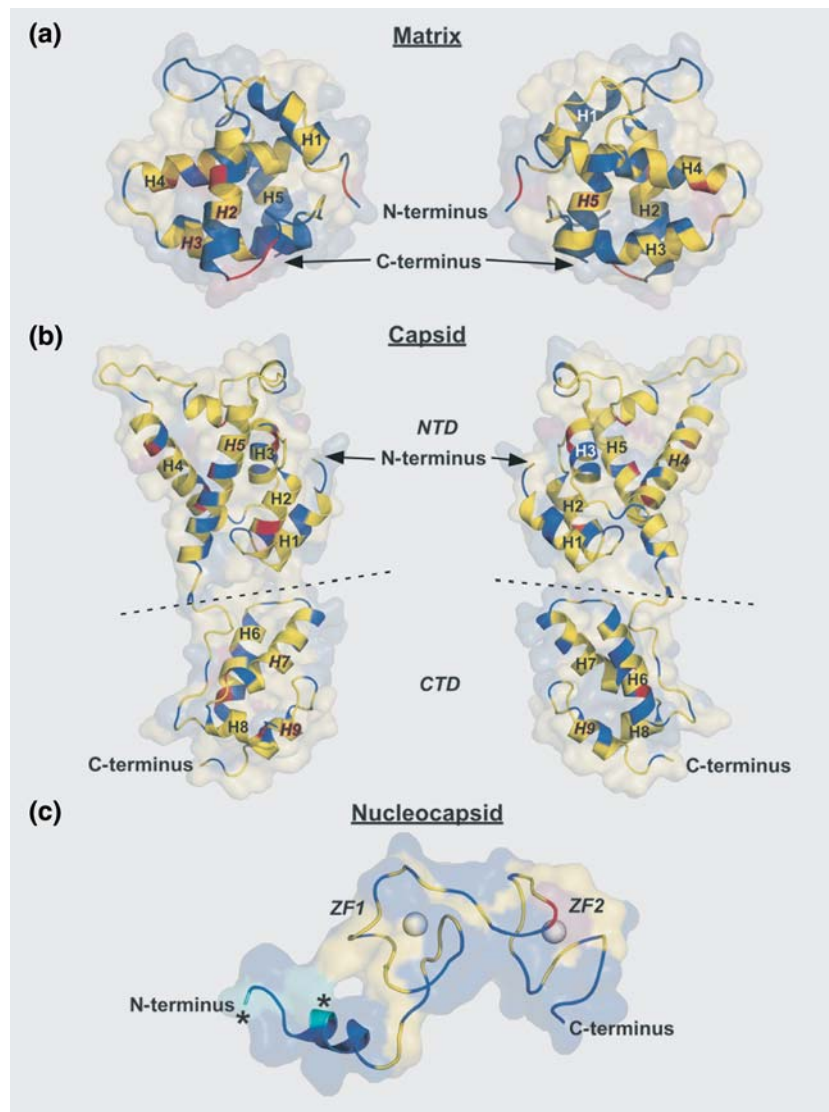 (a)
Matrix
H1
H4
H2
H5
H3
H1
H4
H5
H2
H3
N-terminus
C-terminus
(b)
Capsid
NTD
N-terminus
H5
H3
H4
H2
H1
H3
H5
H4
H2
H1
CTD
H6
H7
H8
H9
C-terminus
H7
H6
H9
H8
C-terminus
(c)
Nucleocapsid
ZF1
ZF2
N-terminus
*
*
C-terminus